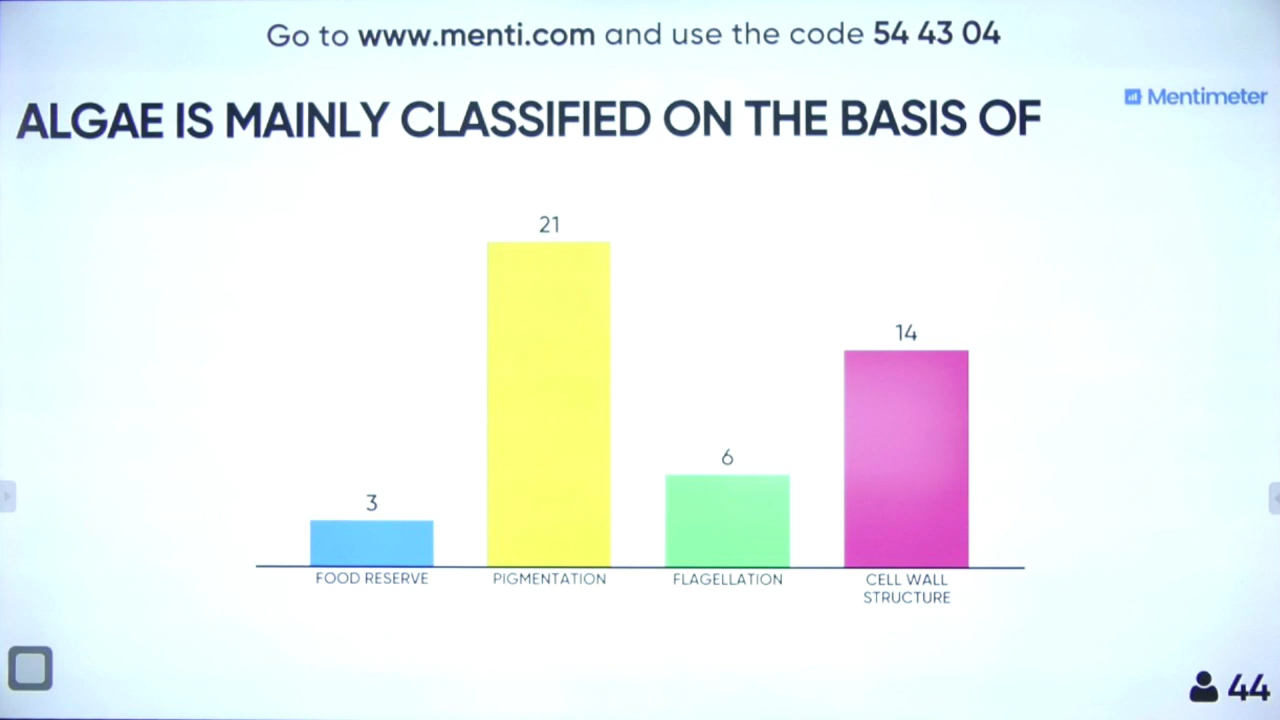 Go to www.menti.com and use the code 54 43 04
Mentimeter
ALGAE IS MAINLY CLASSIFIED ON THE BASIS OF
21
14
6
3
FOOD RESERVE
PIGMENTATION
FLAGELLATION
CELL WALL
STRUCTURE
44